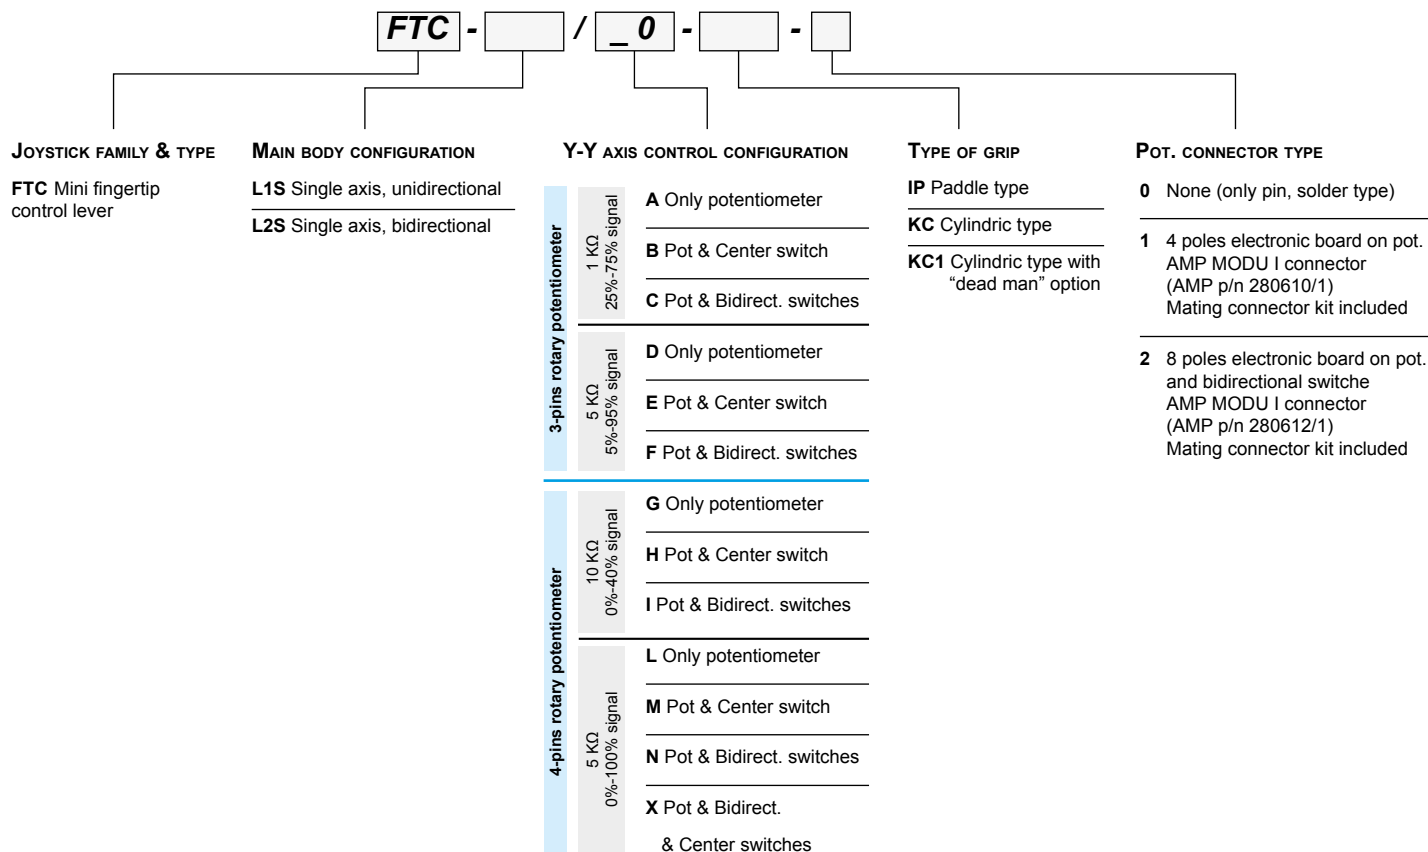 FTC - / _ 0 - -
JOYSTICK FAMILY & TYPE
FTC Mini fingertip
control lever
MAIN BODY CONFIGURATION
L1S Single axis, unidirectional
L2S Single axis, bidirectional
Y-Y AXIS CONTROL CONFIGURATION
3-pins rotary potentiometer
1 KΩ
25%-75% signal
A Only potentiometer
B Pot & Center switch
C Pot & Bidirect. switches
5 KΩ
5%-95% signal
D Only potentiometer
E Pot & Center switch
F Pot & Bidirect. switches
4-pins rotary potentiometer
10 KΩ
0%-40% signal
G Only potentiometer
H Pot & Center switch
I Pot & Bidirect. switches
5 KΩ
0%-100% signal
L Only potentiometer
M Pot & Center switch
N Pot & Bidirect. switches
X Pot & Bidirect.
& Center switches
TYPE OF GRIP
IP Paddle type
KC Cylindric type
KC1 Cylindric type with
“dead man” option
POT. CONNECTOR TYPE
0 None (only pin, solder type)
1 4 poles electronic board on pot.
AMP MODU I connector
(AMP p/n 280610/1)
Mating connector kit included
2 8 poles electronic board on pot.
and bidirectional switche
AMP MODU I connector
(AMP p/n 280612/1)
Mating connector kit included